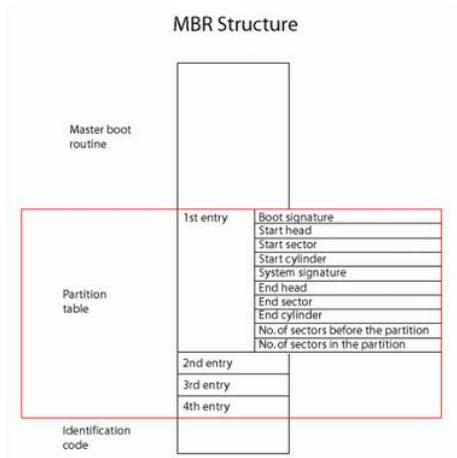 MBR Structure
Master boot
routine
1st entry
Boot signature
Start head
Start sector
Start cylinder
System signature
End head
End sector
End cylinder
No. of sectors before the partition
No. of sectors in the partition
Partition
table
2nd entry
3rd entry
4th entry
Identification
code